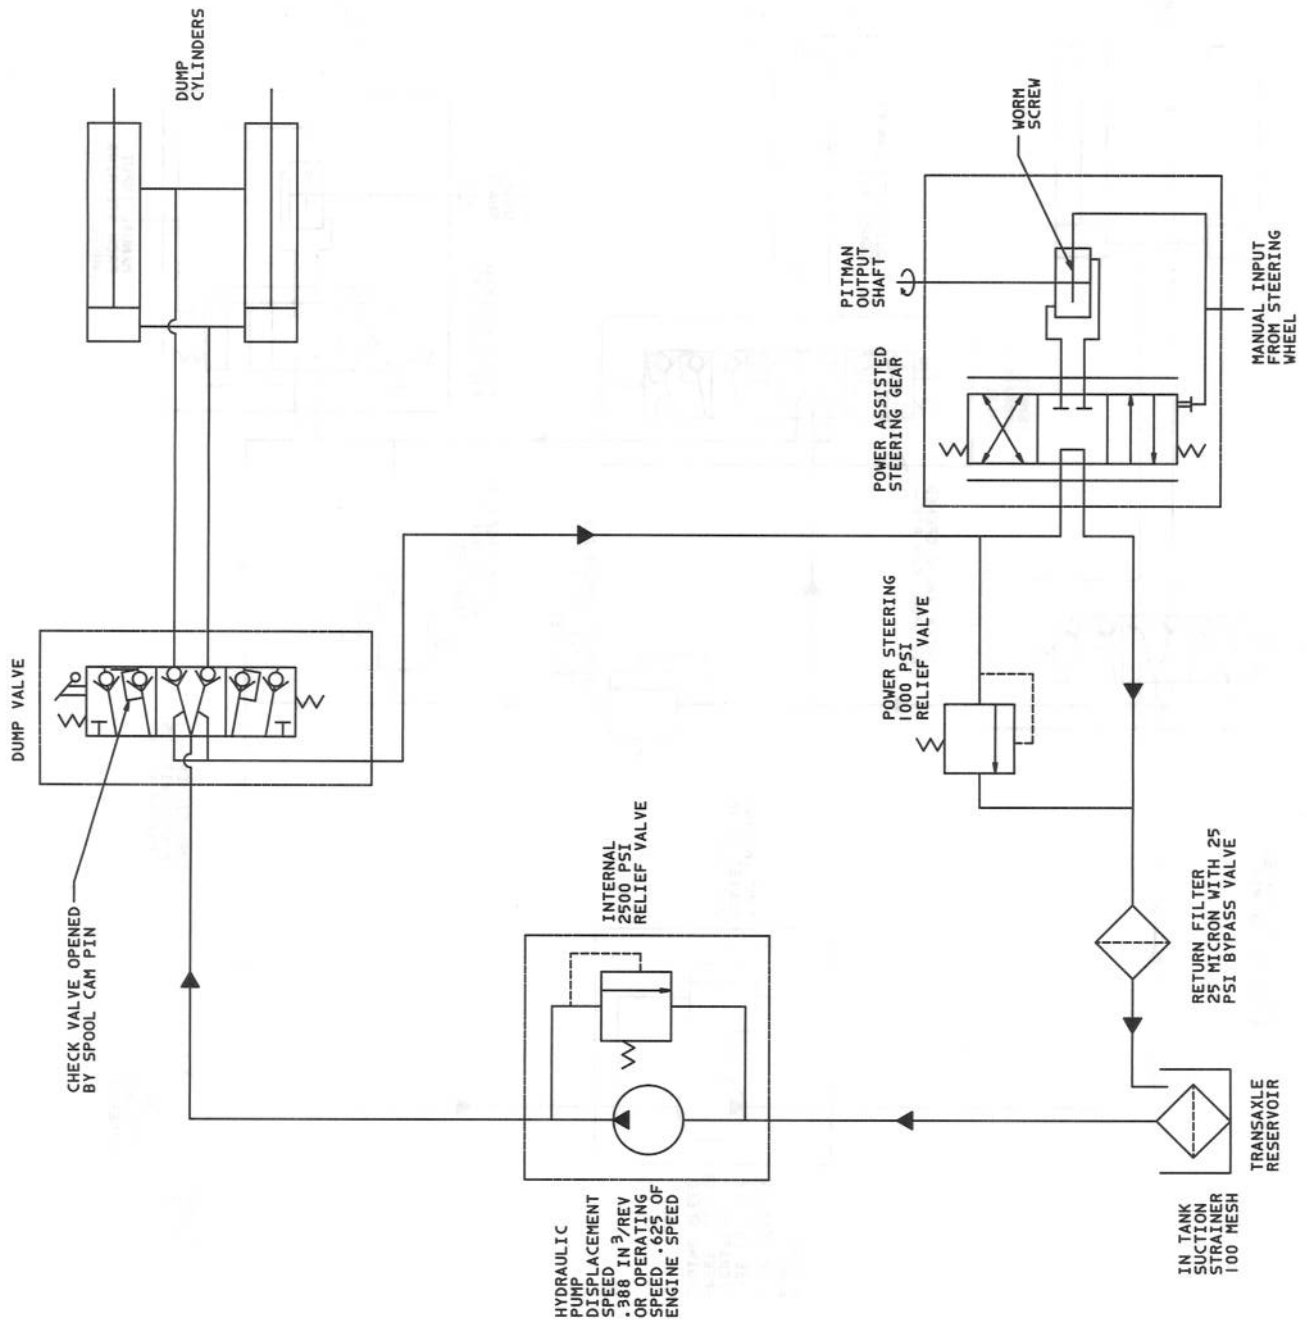 DUMP
CYLINDERS
DUMP VALVE
CHECK VALVE OPENED
BY SPOOL CAM PIN
WORM
SCREW
PITMAN
OUTPUT
SHAFT
POWER ASSISTED
STEERING GEAR
MANUAL INPUT
FROM STEERING
WHEEL
POWER STEERING
1000 PSI
RELIEF VALVE
INTERNAL
2500 PSI
RELIEF VALVE
HYDRAULIC
PUMP
DISPLACEMENT
SPEED
.388 IN³/REV
OR OPERATING
SPEED .625 OF
ENGINE SPEED
RETURN FILTER
25 MICRON WITH 25
PSI BYPASS VALVE
TRANSAXLE
RESERVOIR
IN TANK
SUCTION
STRAINER
100 MESH